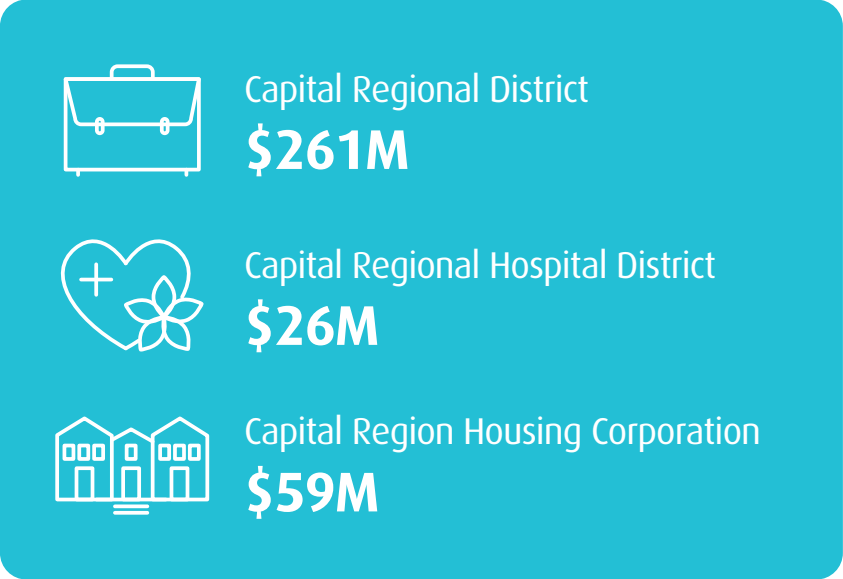 Capital Regional District
$261M
Capital Regional Hospital District
$26M
Capital Region Housing Corporation
$59M